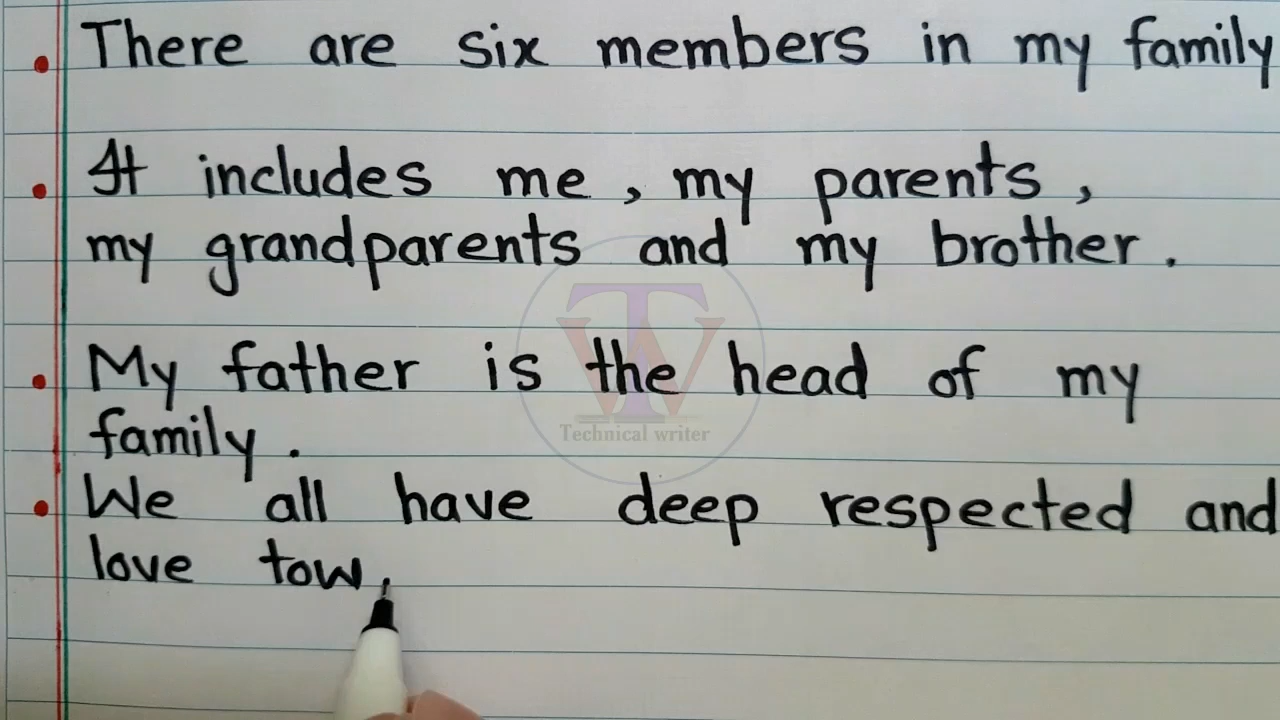 There are six members in my family
It includes me, my parents,
my grandparents and my brother.
My father is the head of my
family.
We all have deep respected and
love tow
TW
Technical writer